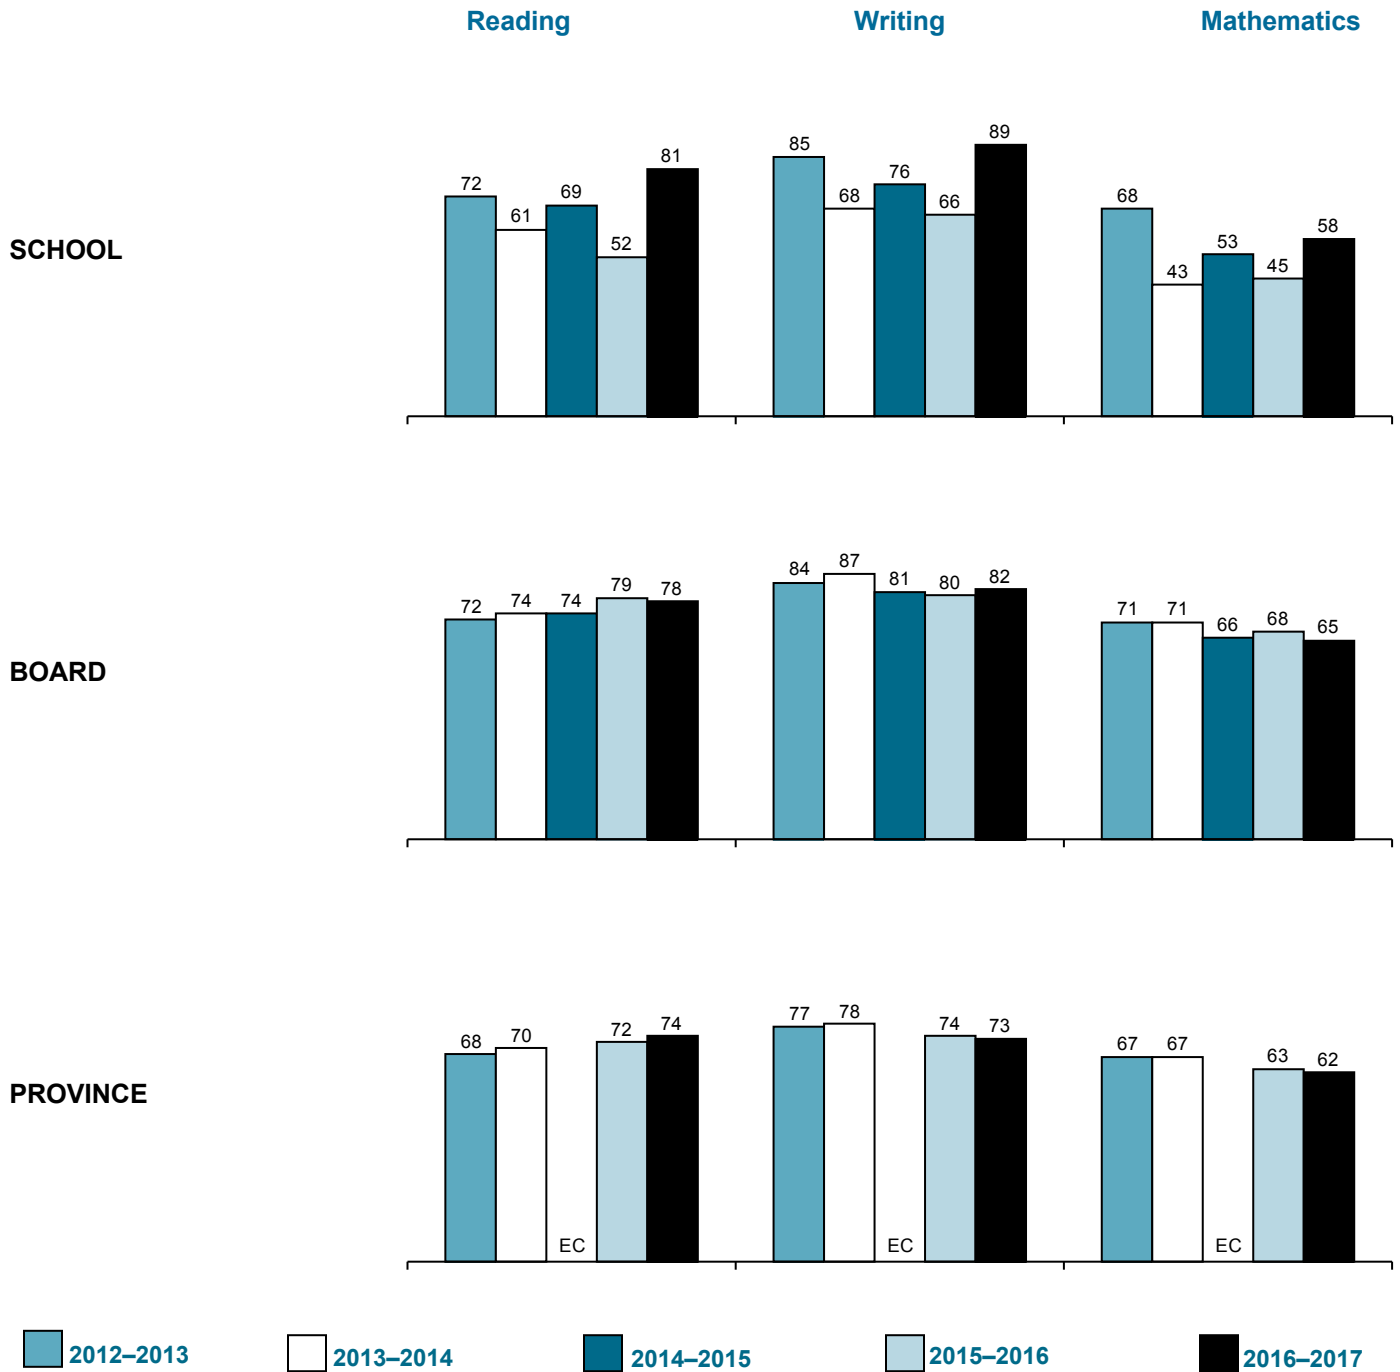 Reading Writing Mathematics
SCHOOL
72 61 69 52 81 85 68 76 66 89 68 43 53 45 58
BOARD
72 74 74 79 78 84 87 81 80 82 71 71 66 68 65
PROVINCE
68 70 EC 72 74 77 78 EC 74 73 67 67 EC 63 62
2012–2013 2013–2014 2014–2015 2015–2016 2016–2017